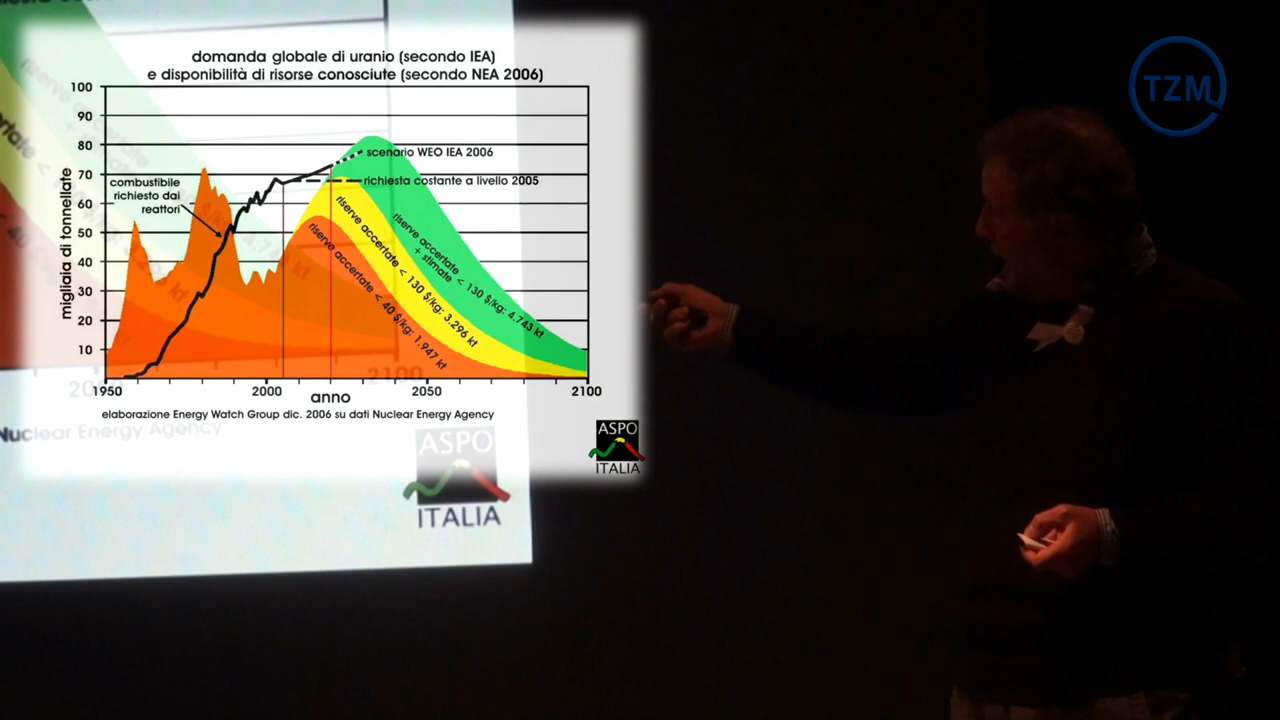 domanda globale di uranio (secondo IEA)
e disponibilità di risorse conosciute (secondo NEA 2006)
TZM
100
90
80
70
60
50
40
30
20
10
migliaia di tonnellate
combustibile
richiesto dai
reattori
scenario WEO IEA 2006
richiesta costante a livello 2005
riserve accertate < 40 $/kg: 1.947 kt
riserve accertate < 130 $/kg: 3.296 kt
riserve accertate
+ stimate < 130 $/kg: 4.743 kt
1950
2000
2050
2100
anno
elaborazione Energy Watch Group dic. 2006 su dati Nuclear Energy Agency
ASPO
ITALIA
2100
Nuclear Energy Agency
ASPO
ITALIA